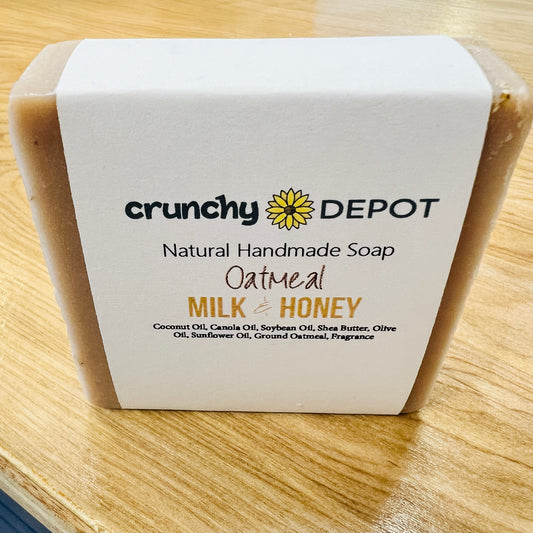 crunchy DEPOT
Natural Handmade Soap
Oatmeal
MILK & HONEY
Coconut Oil, Canola Oil, Soybean Oil, Shea Butter, Olive
Oil, Sunflower Oil, Ground Oatmeal, Fragrance